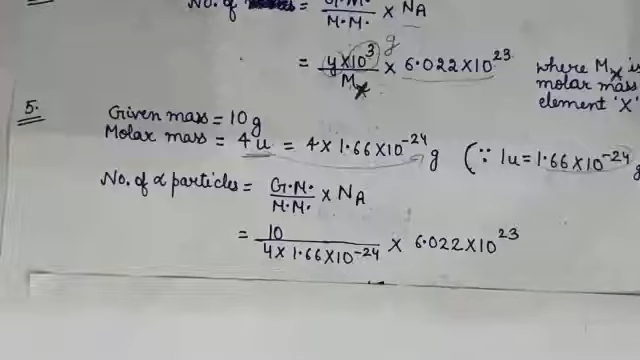 No. of = G.M. / M.M. × NA
= y×10³ g / Mx × 6.022×10²³ where Mx is molar mass element 'X'
5. Given mass = 10g
Molar mass = 4u = 4×1.66×10⁻²⁴ g (∵ 1u = 1.66×10⁻²⁴ g
No. of α particles = G.M. / M.M. × NA
= 10 / 4×1.66×10⁻²⁴ × 6.022×10²³